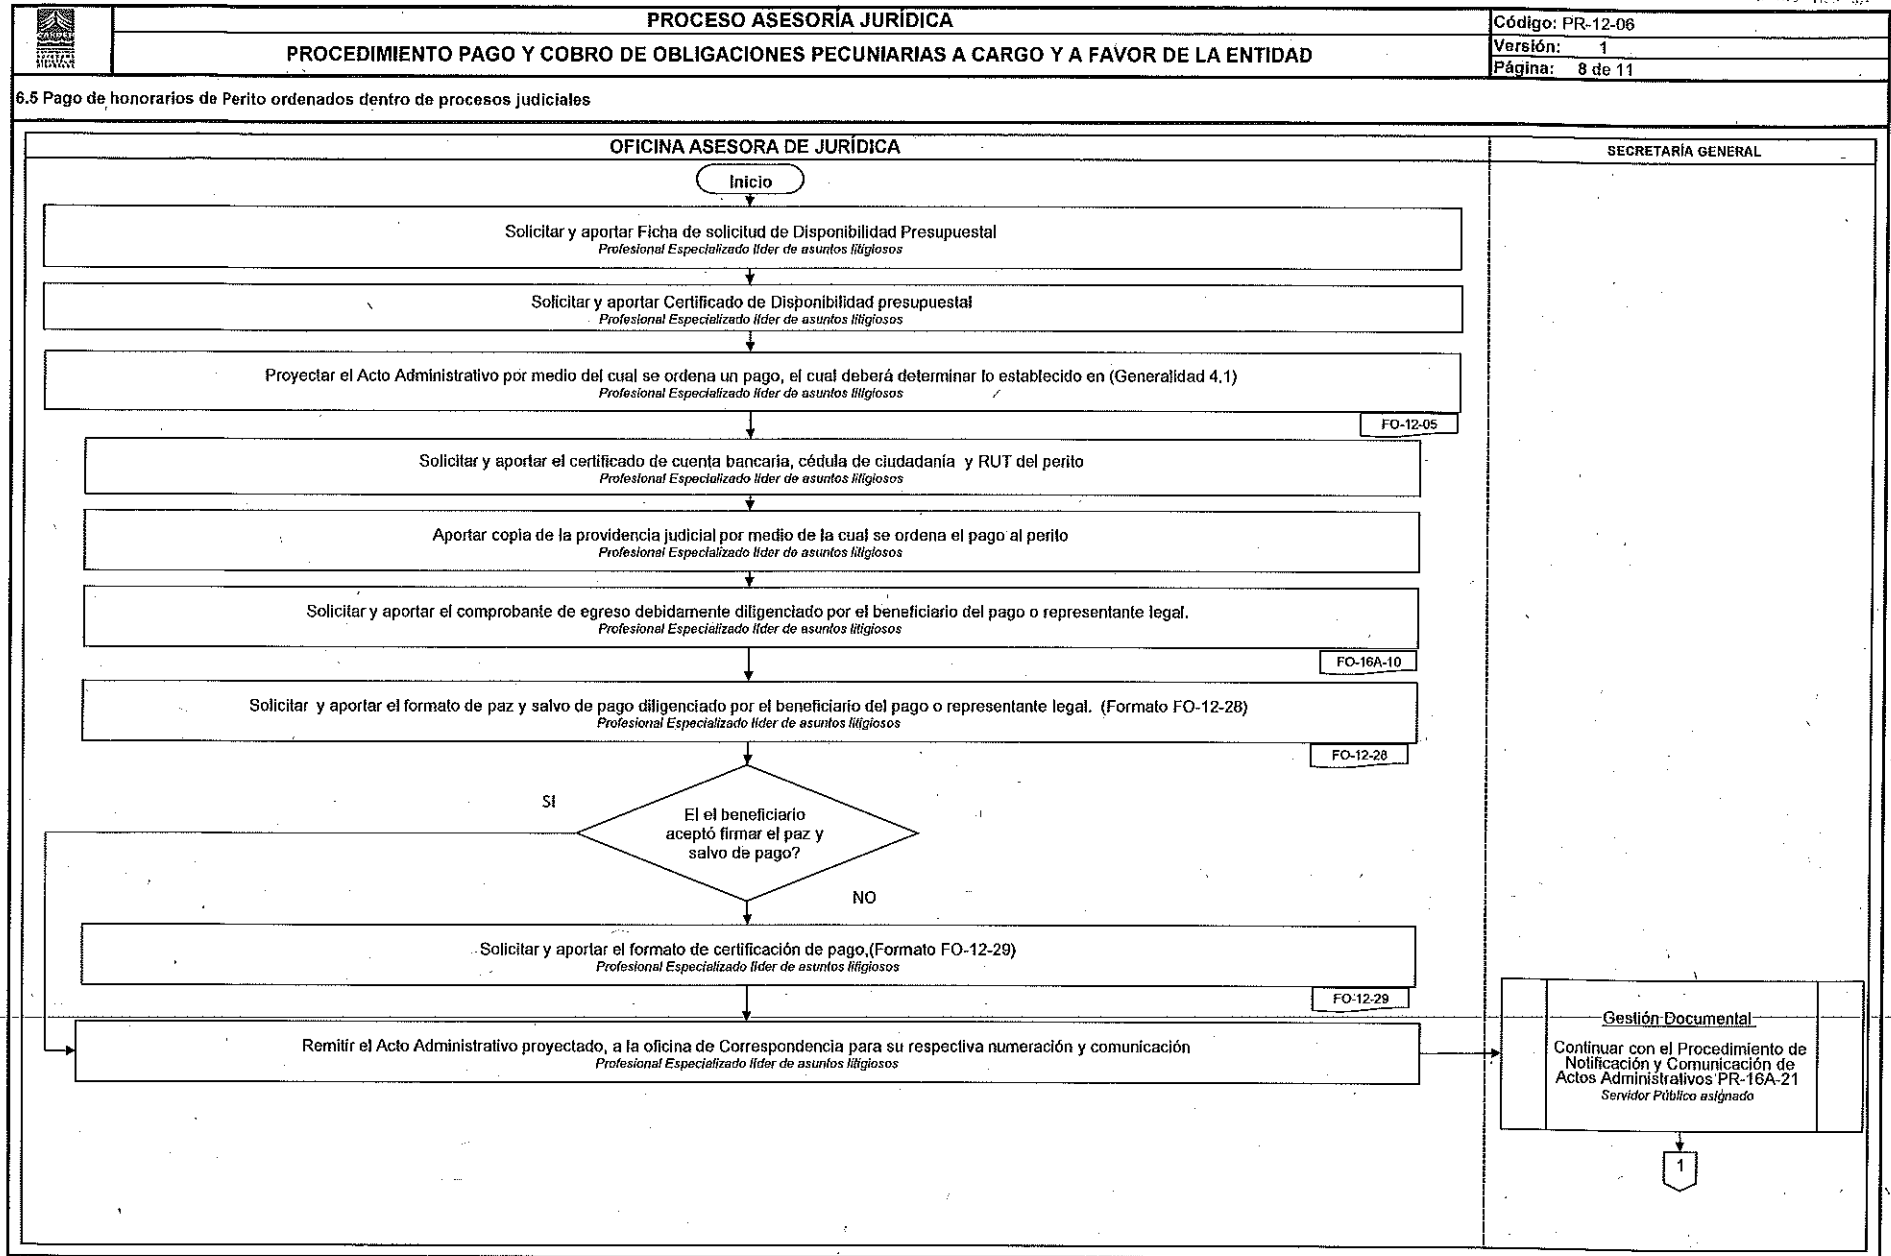 PROCESO ASESORÍA JURÍDICA
PROCEDIMIENTO PAGO Y COBRO DE OBLIGACIONES PECUNIARIAS A CARGO Y A FAVOR DE LA ENTIDAD
Código: PR-12-06
Versión: 1
Página: 8 de 11
6.5 Pago de honorarios de Perito ordenados dentro de procesos judiciales
OFICINA ASESORA DE JURÍDICA
SECRETARÍA GENERAL
Inicio
Solicitar y aportar Ficha de solicitud de Disponibilidad Presupuestal
Profesional Especializado líder de asuntos litigiosos
Solicitar y aportar Certificado de Disponibilidad presupuestal
Profesional Especializado líder de asuntos litigiosos
Proyectar el Acto Administrativo por medio del cual se ordena un pago, el cual deberá determinar lo establecido en (Generalidad 4.1)
Profesional Especializado líder de asuntos litigiosos
FO-12-05
Solicitar y aportar el certificado de cuenta bancaria, cédula de ciudadanía y RUT del perito
Profesional Especializado líder de asuntos litigiosos
Aportar copia de la providencia judicial por medio de la cual se ordena el pago al perito
Profesional Especializado líder de asuntos litigiosos
Solicitar y aportar el comprobante de egreso debidamente diligenciado por el beneficiario del pago o representante legal.
Profesional Especializado líder de asuntos litigiosos
FO-16A-10
Solicitar y aportar el formato de paz y salvo de pago diligenciado por el beneficiario del pago o representante legal. (Formato FO-12-28)
Profesional Especializado líder de asuntos litigiosos
FO-12-28
SI
El el beneficiario
aceptó firmar el paz y
salvo de pago?
NO
Solicitar y aportar el formato de certificación de pago,(Formato FO-12-29)
Profesional Especializado líder de asuntos litigiosos
FO-12-29
Remitir el Acto Administrativo proyectado, a la oficina de Correspondencia para su respectiva numeración y comunicación
Profesional Especializado líder de asuntos litigiosos
Gestión Documental
Continuar con el Procedimiento de
Notificación y Comunicación de
Actos Administrativos PR-16A-21
Servidor Público asignado
1